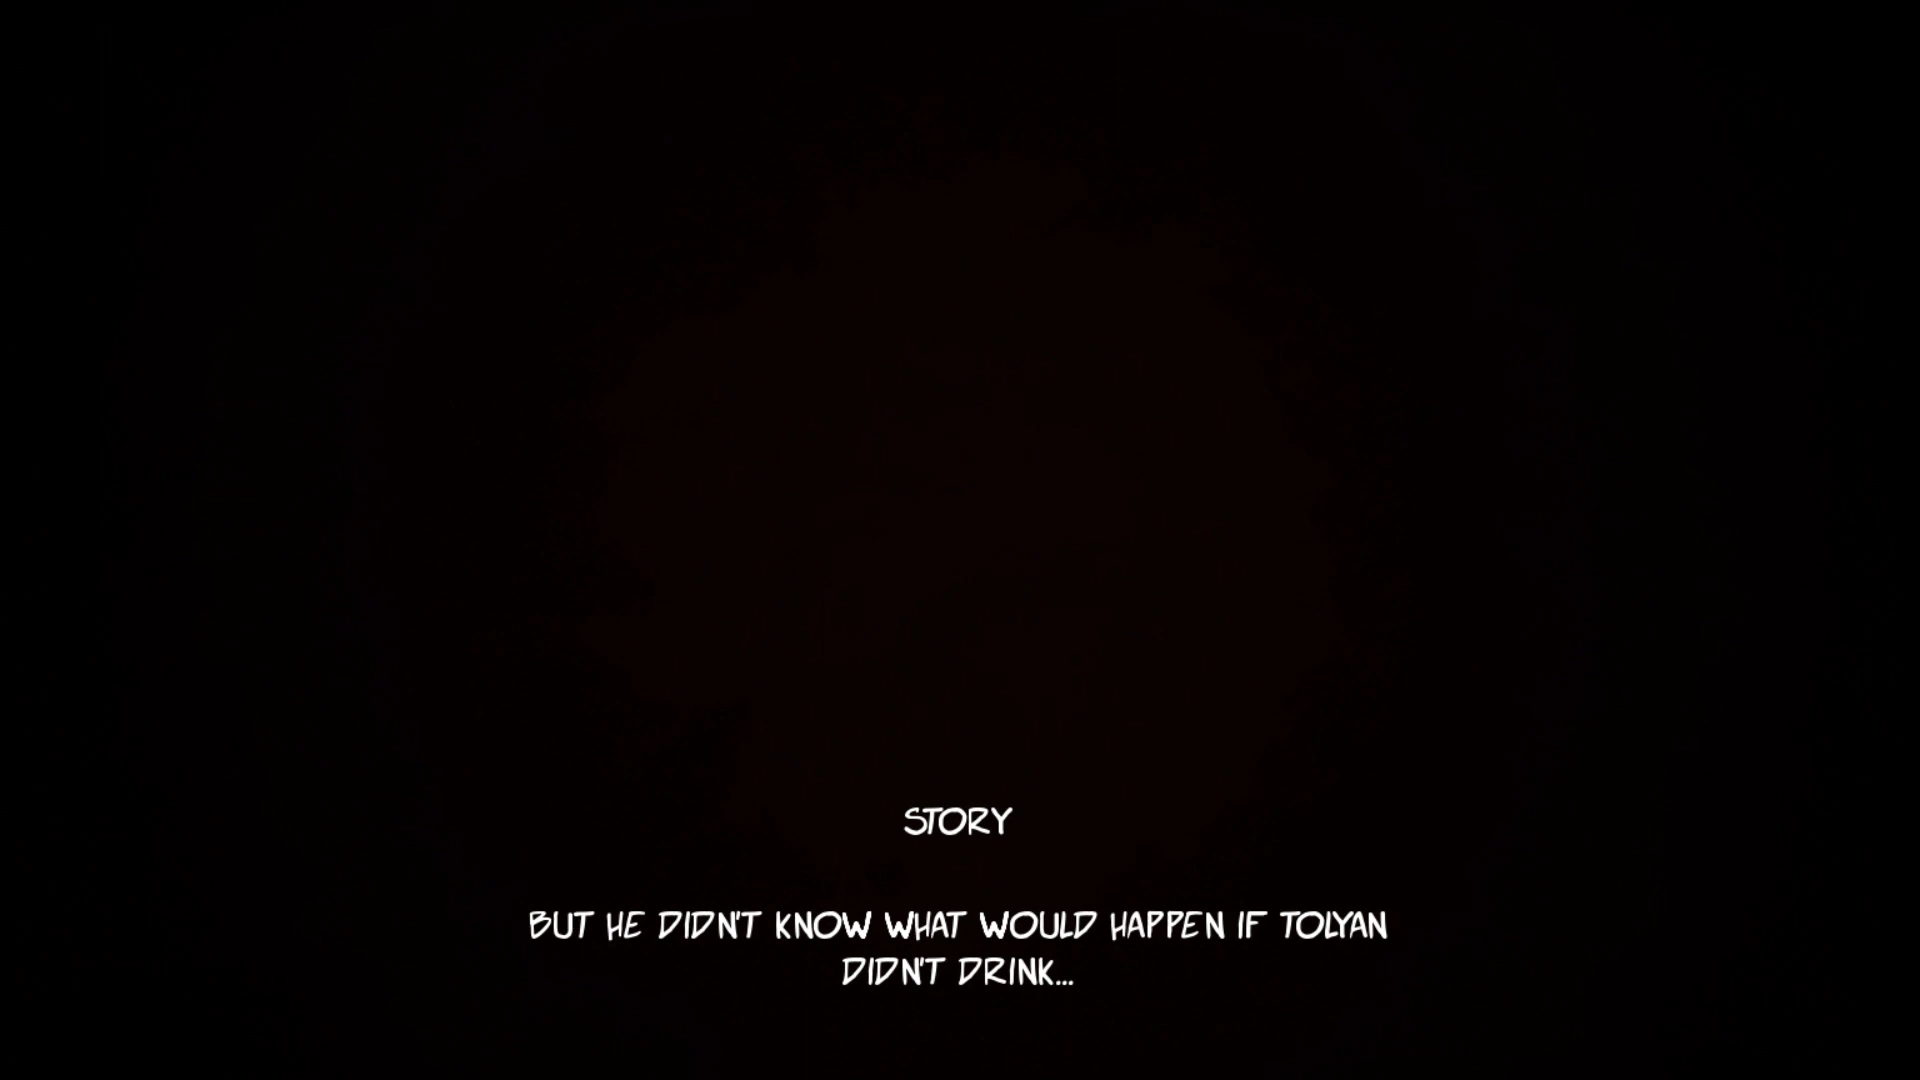 STORY
BUT HE DIDN'T KNOW WHAT WOULD HAPPEN IF TOLYAN
DIDN'T DRINK...